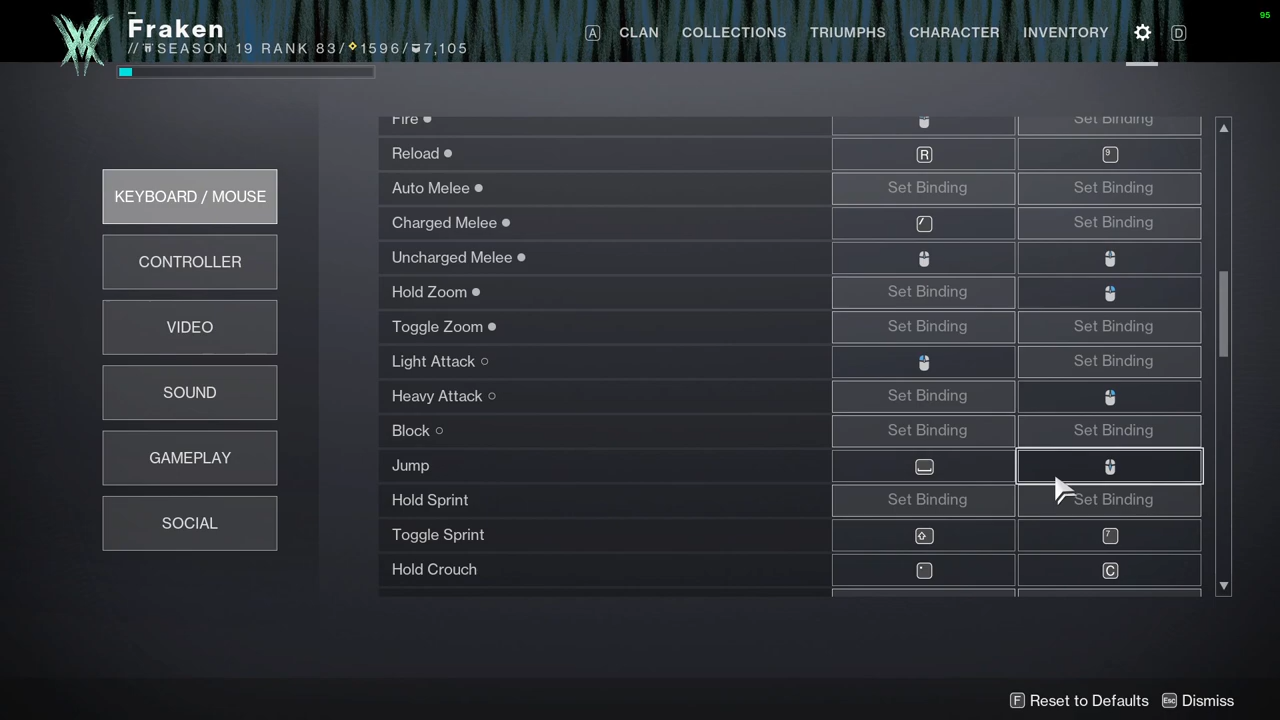 Fraken
// SEASON 19 RANK 83/ 1596/ 7,105
A CLAN COLLECTIONS TRIUMPHS CHARACTER INVENTORY D
95
KEYBOARD / MOUSE
CONTROLLER
VIDEO
SOUND
GAMEPLAY
SOCIAL
Fire Set Binding
Reload R 9
Auto Melee Set Binding Set Binding
Charged Melee / Set Binding
Uncharged Melee
Hold Zoom Set Binding
Toggle Zoom Set Binding Set Binding
Light Attack Set Binding
Heavy Attack Set Binding
Block Set Binding Set Binding
Jump
Hold Sprint Set Binding Set Binding
Toggle Sprint 7
Hold Crouch C
F Reset to Defaults Esc Dismiss